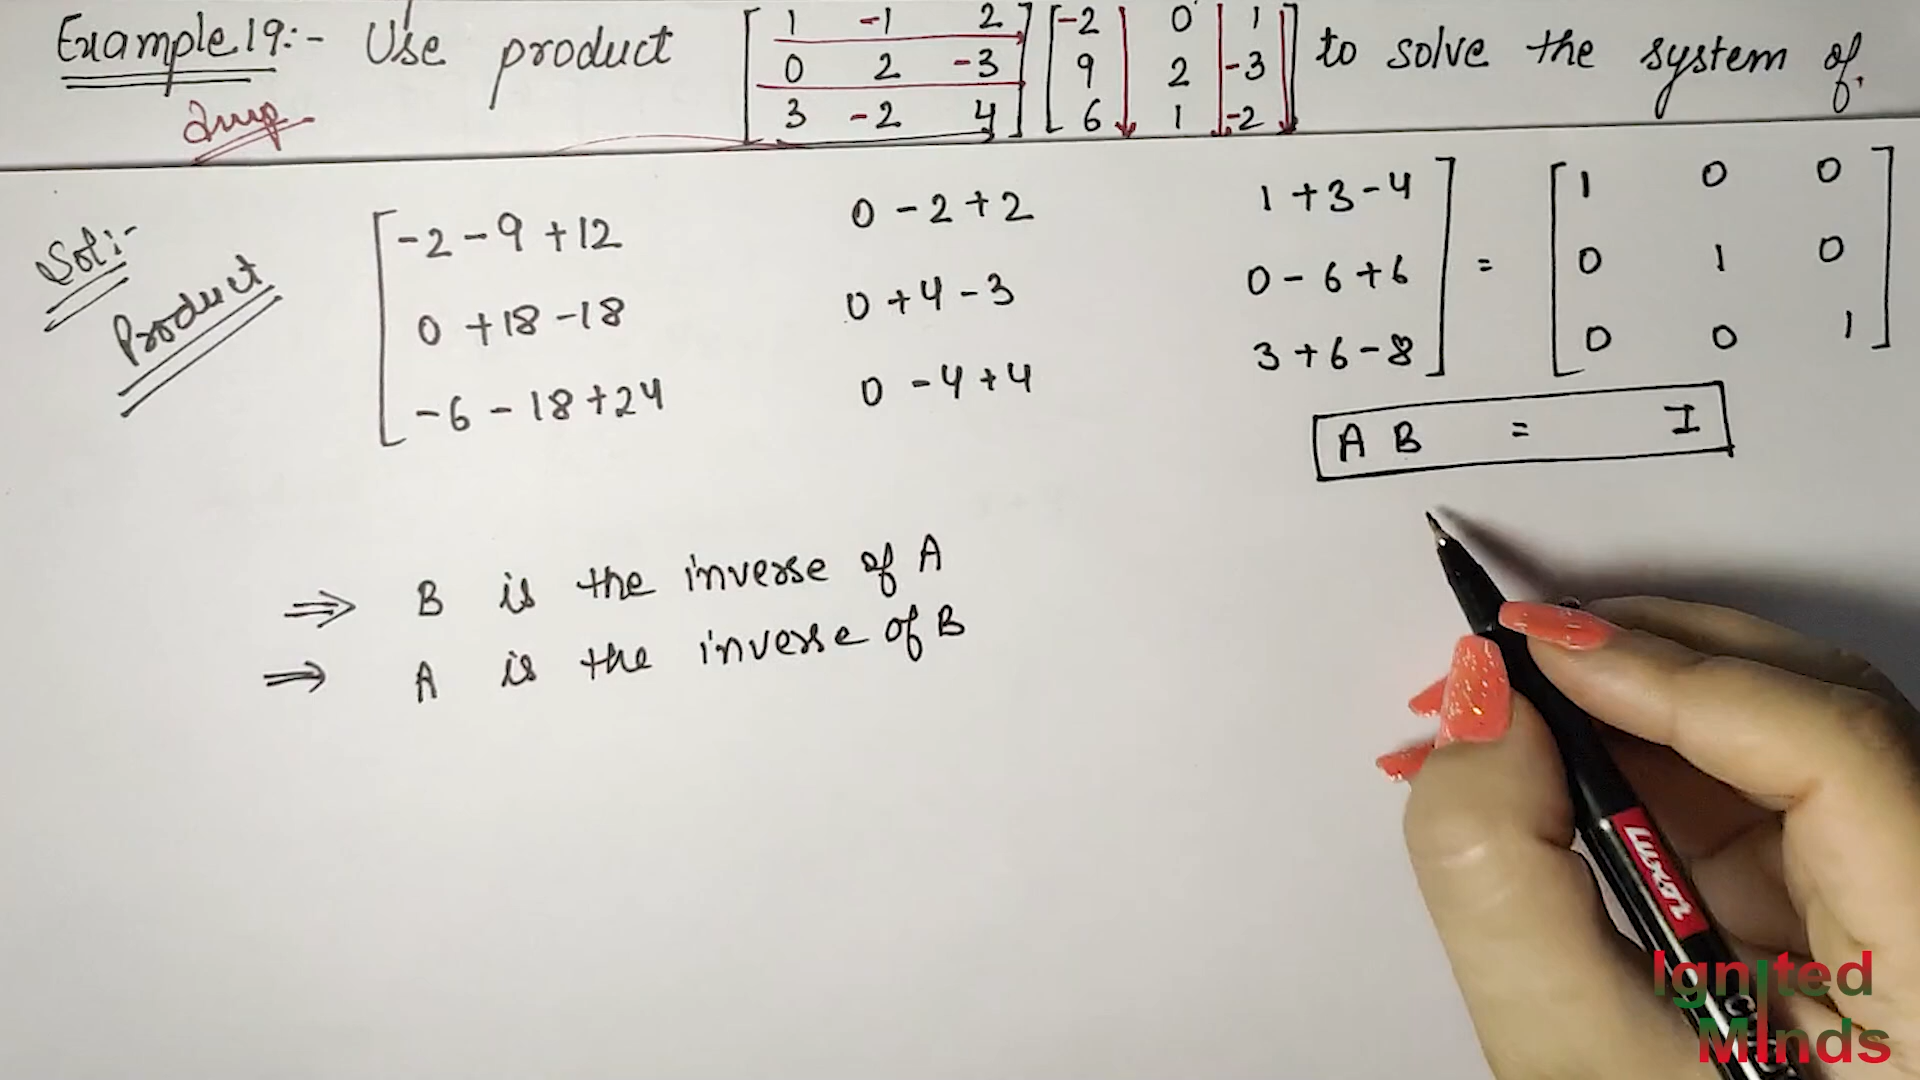 Example 19:- Use product [1 -1 2 [-2 0 1 to solve the system of
0 2 -3 9 2 -3
3 -2 4] 6 1 -2]
Imp
Sol:-
Product
[-2-9+12 0-2+2 1+3-4] = [1 0 0]
0+18-18 0+4-3 0-6+6 0 1 0
-6-18+24 0-4+4 3+6-8 0 0 1
AB = I
⇒ B is the inverse of A
⇒ A is the inverse of B
Luxor
Ignited
Minds